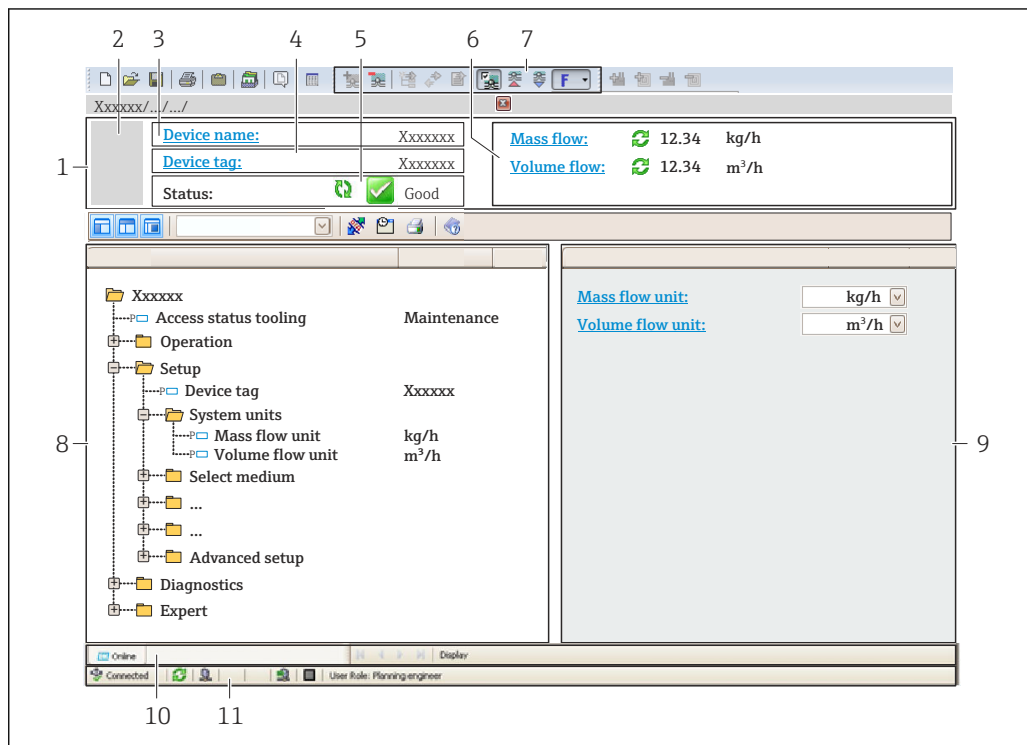 2 3 4 5 6 7
F
Xxxxxx/.../.../
1
Device name: Xxxxxxx
Device tag: Xxxxxxx
Status: Good
Mass flow: 12.34 kg/h
Volume flow: 12.34 m³/h
Xxxxxx
P Access status tooling Maintenance
Operation
Setup
P Device tag Xxxxxx
System units
P Mass flow unit kg/h
P Volume flow unit m³/h
Select medium
...
...
Advanced setup
Diagnostics
Expert
Mass flow unit: kg/h
Volume flow unit: m³/h
8
9
Online Display
Connected User Role: Planning engineer
10 11